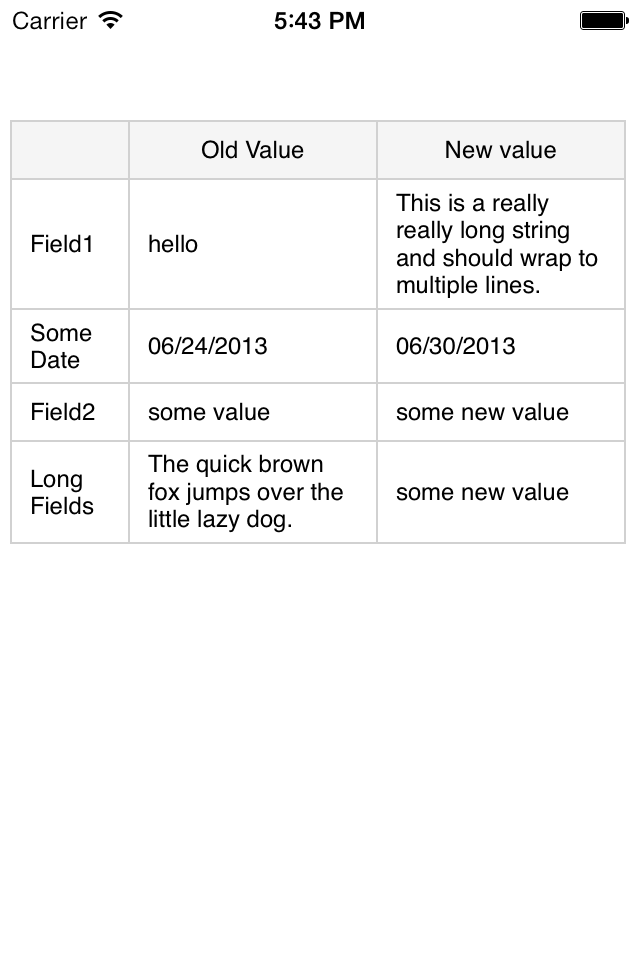 Carrier 5:43 PM
Old Value New value
Field1 hello This is a really
really long string
and should wrap to
multiple lines.
Some
Date 06/24/2013 06/30/2013
Field2 some value some new value
Long
Fields The quick brown
fox jumps over the
little lazy dog. some new value